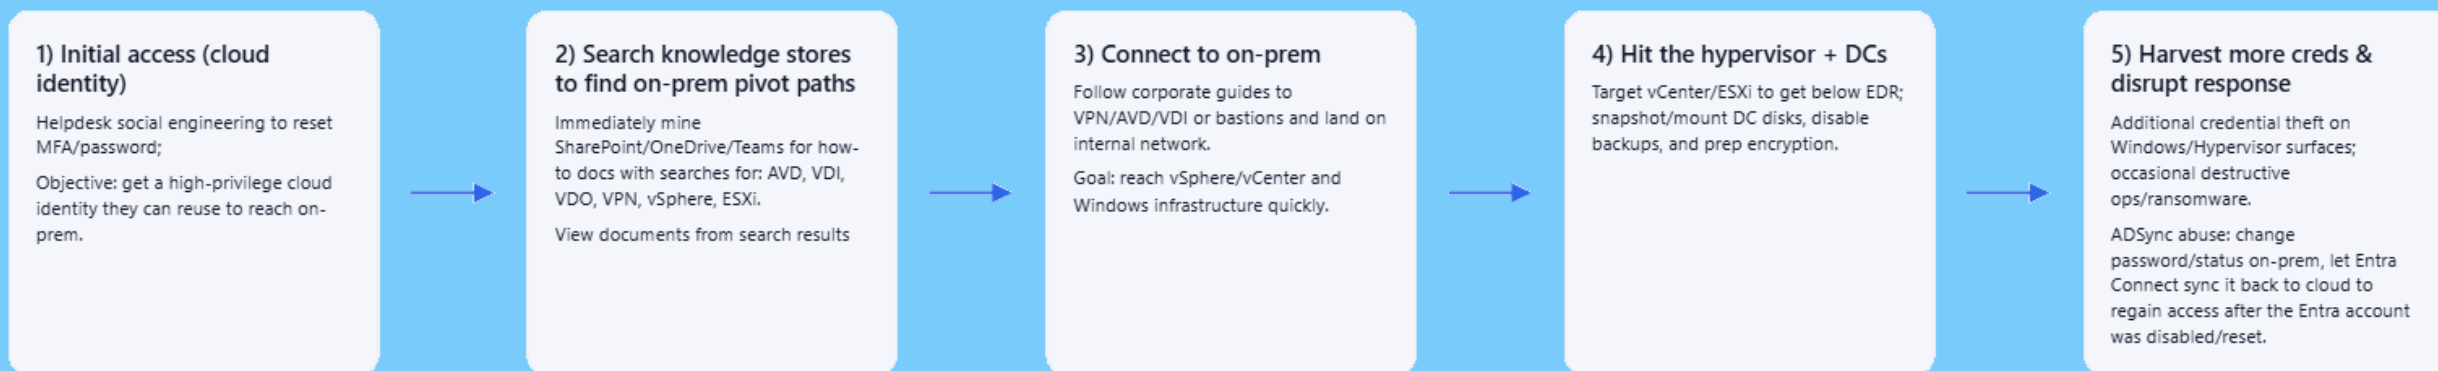 1) Initial access (cloud
identity)
Helpdesk social engineering to reset
MFA/password;
Objective: get a high-privilege cloud
identity they can reuse to reach on-
prem.
2) Search knowledge stores
to find on-prem pivot paths
Immediately mine
SharePoint/OneDrive/Teams for how-
to docs with searches for: AVD, VDI,
VDO, VPN, vSphere, ESXi.
View documents from search results
3) Connect to on-prem
Follow corporate guides to
VPN/AVD/VDI or bastions and land on
internal network.
Goal: reach vSphere/vCenter and
Windows infrastructure quickly.
4) Hit the hypervisor + DCs
Target vCenter/ESXi to get below EDR;
snapshot/mount DC disks, disable
backups, and prep encryption.
5) Harvest more creds &
disrupt response
Additional credential theft on
Windows/Hypervisor surfaces;
occasional destructive
ops/ransomware.
ADSync abuse: change
password/status on-prem, let Entra
Connect sync it back to cloud to
regain access after the Entra account
was disabled/reset.